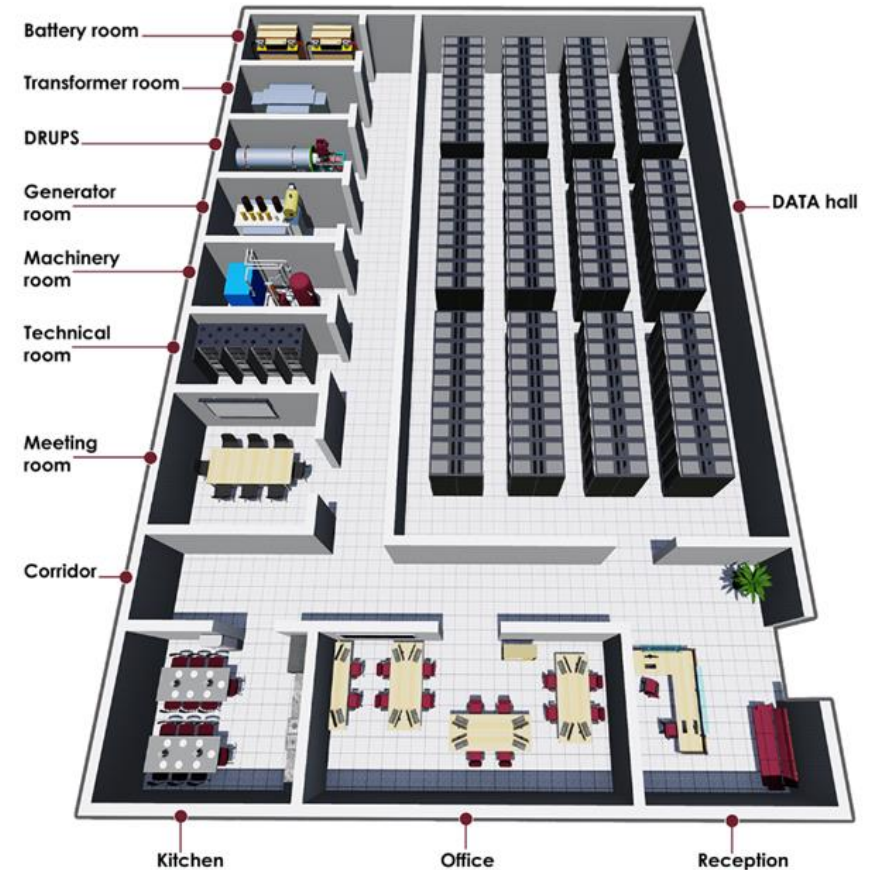 Battery room
Transformer room
DRUPS
Generator
room
Machinery
room
Technical
room
Meeting
room
Corridor
DATA hall
Kitchen
Office
Reception